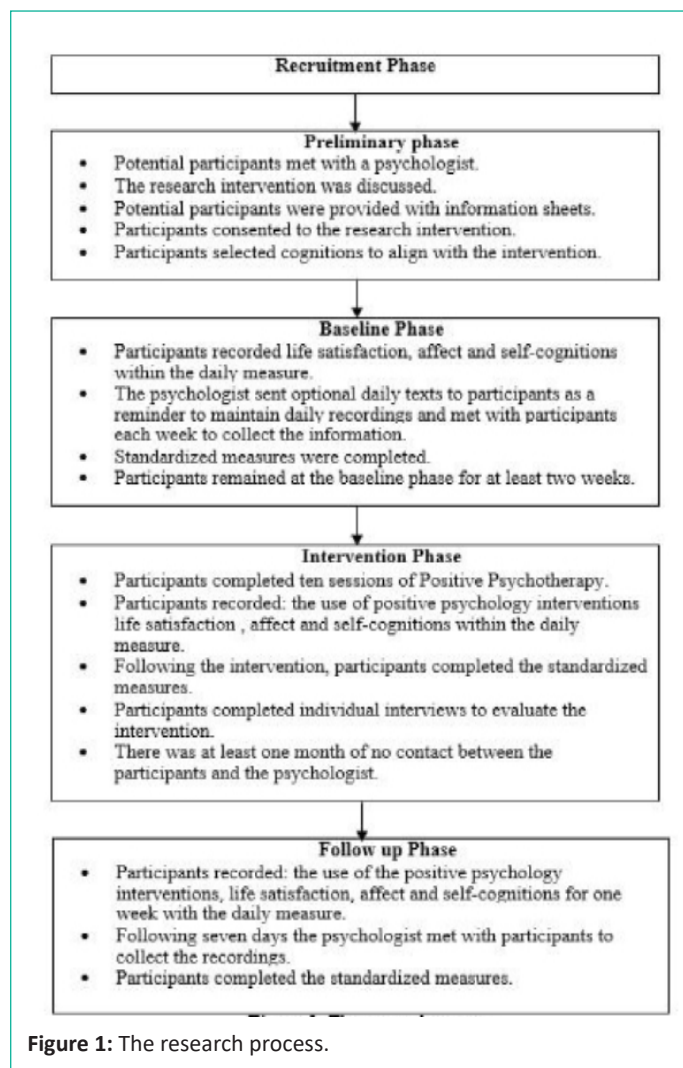 Recruitment Phase
Preliminary phase
• Potential participants met with a psychologist.
• The research intervention was discussed.
• Potential participants were provided with information sheets.
• Participants consented to the research intervention.
• Participants selected cognitions to align with the intervention.
Baseline Phase
• Participants recorded life satisfaction, affect and self-cognitions
within the daily measure.
• The psychologist sent optional daily texts to participants as a
reminder to maintain daily recordings and met with participants
each week to collect the information.
• Standardized measures were completed.
• Participants remained at the baseline phase for at least two weeks.
Intervention Phase
• Participants completed ten sessions of Positive Psychotherapy.
• Participants recorded: the use of positive psychology interventions
life satisfaction , affect and self-cognitions within the daily
measure.
• Following the intervention, participants completed the standardized
measures.
• Participants completed individual interviews to evaluate the
intervention.
• There was at least one month of no contact between the
participants and the psychologist.
Follow up Phase
• Participants recorded: the use of the positive psychology
interventions, life satisfaction, affect and self-cognitions for one
week with the daily measure.
• Following seven days the psychologist met with participants to
collect the recordings.
• Participants completed the standardized measures.
Figure 1: The research process.